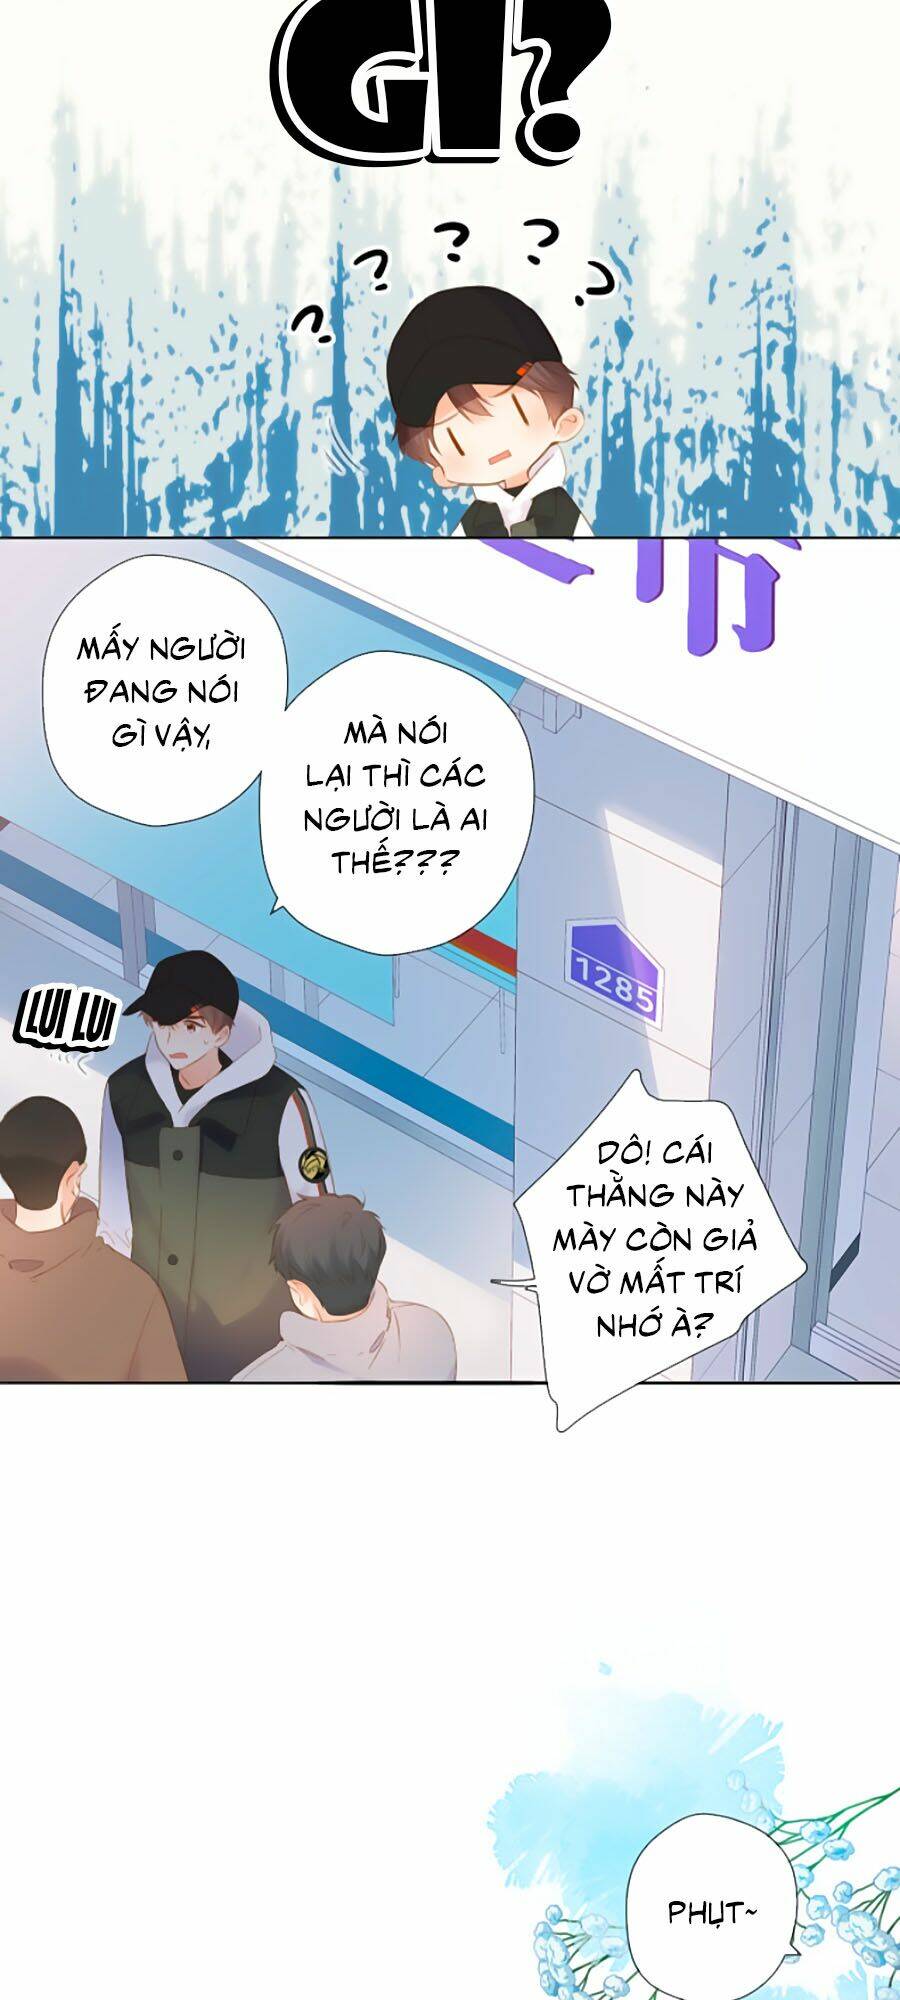 GÌ?
MẤY NGƯỜI
ĐANG NÓI
GÌ VẬY,
MÀ NÓI
LẠI THÌ CÁC
NGƯỜI LÀ AI
THẾ???
1285
LUI LUI
DÔ! CÁI
THẰNG NÀY
MÀY CÒN GIẢ
VỜ MẤT TRÍ
NHỚ À?
PHỤT~